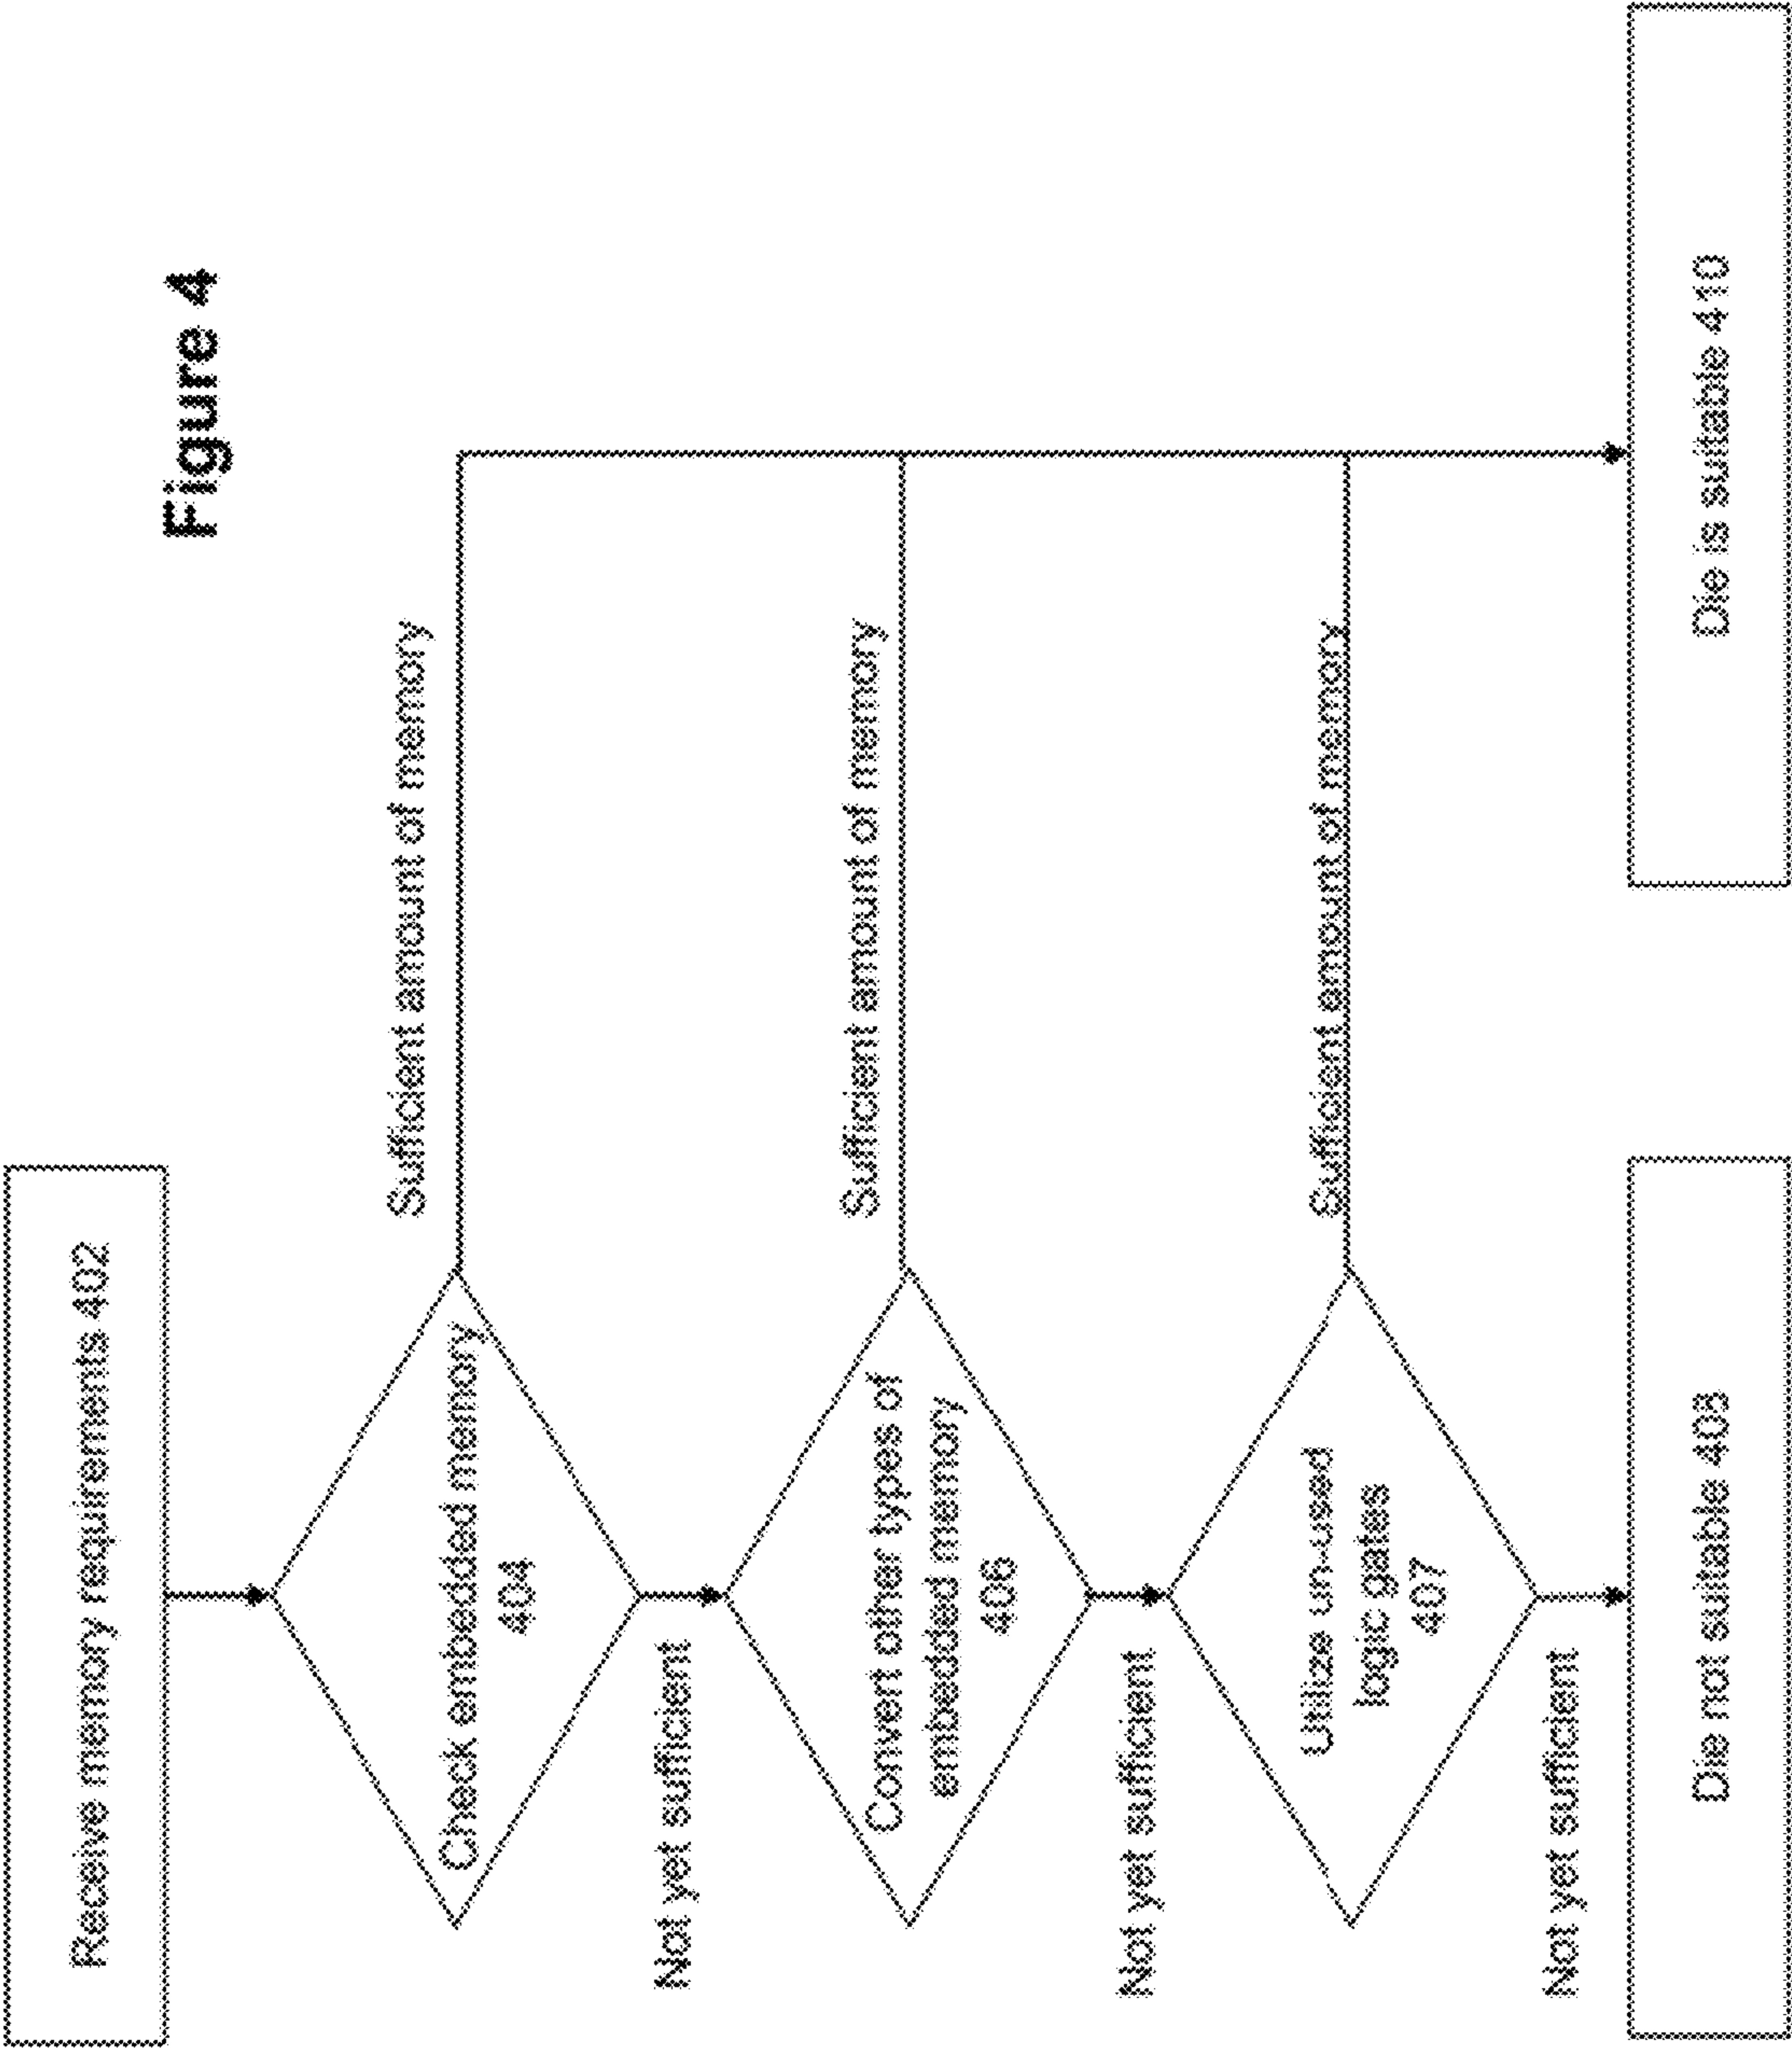 Figure 4
Receive memory requirements 402
Check embedded memory
404
Sufficient amount of memory
Not yet sufficient
Convert other types of
embedded memory
406
Sufficient amount of memory
Not yet sufficient
Utilize un-used
logic gates
407
Sufficient amount of memory
Not yet sufficient
Die not suitable 408
Die is suitable 410